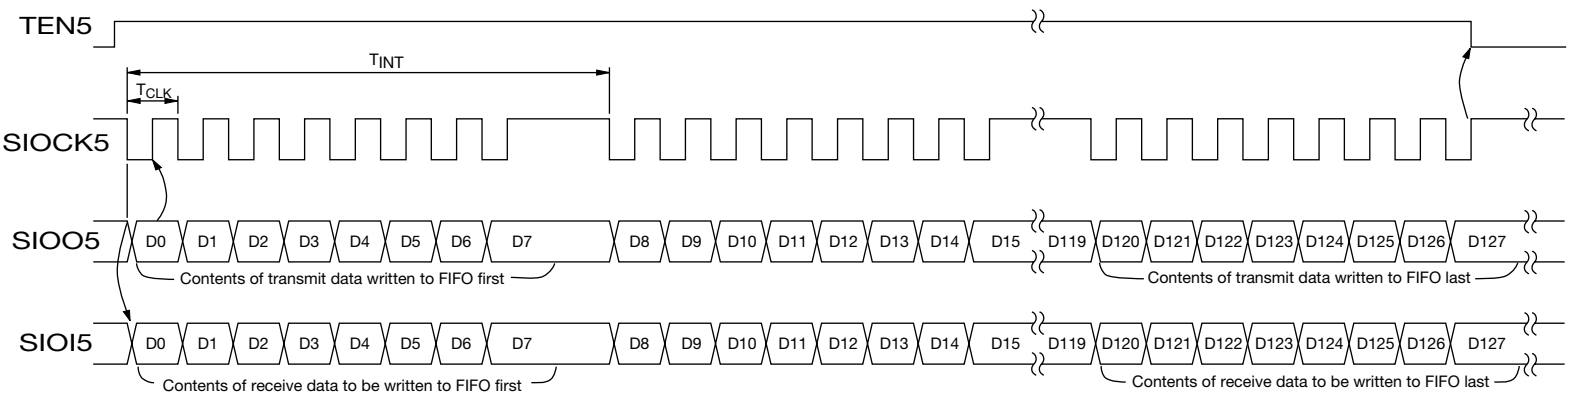 TEN5
TINT
TCLK
SIOCK5
SIOO5 D0 D1 D2 D3 D4 D5 D6 D7 D8 D9 D10 D11 D12 D13 D14 D15 D119 D120 D121 D122 D123 D124 D125 D126 D127
Contents of transmit data written to FIFO first Contents of transmit data written to FIFO last
SIOI5 D0 D1 D2 D3 D4 D5 D6 D7 D8 D9 D10 D11 D12 D13 D14 D15 D119 D120 D121 D122 D123 D124 D125 D126 D127
Contents of receive data to be written to FIFO first Contents of receive data to be written to FIFO last